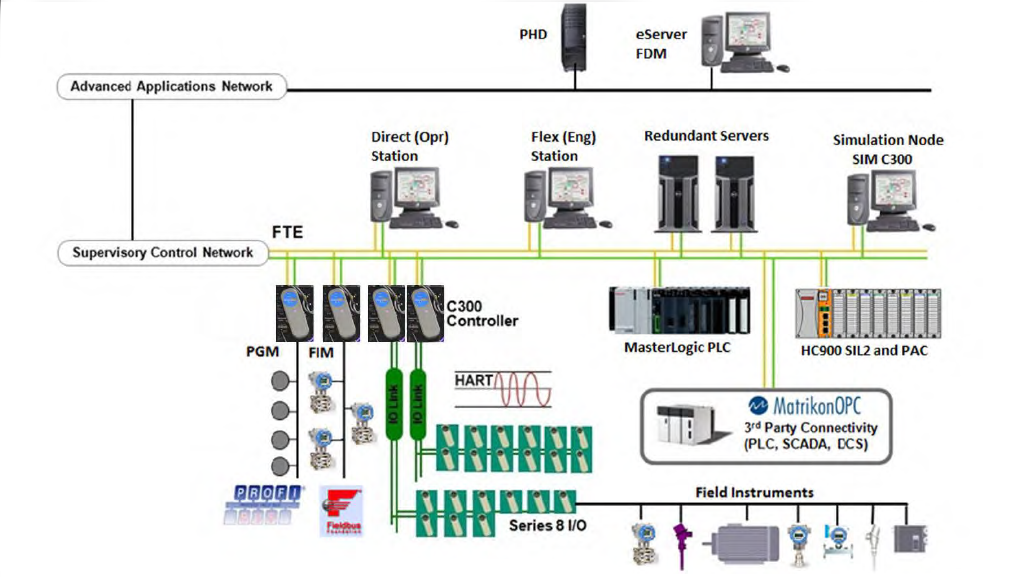 PHD
eServer
FDM
Advanced Applications Network
Direct (Opr)
Station
Flex (Eng)
Station
Redundant Servers
Simulation Node
SIM C300
FTE
Supervisory Control Network
C300
Controller
MasterLogic PLC
HC900 SIL2 and PAC
PGM
FIM
IO Link
IO Link
HART
MatrikonOPC
3rd Party Connectivity
(PLC, SCADA, DCS)
PROFI
Fieldbus
Foundation
Series 8 I/O
Field Instruments